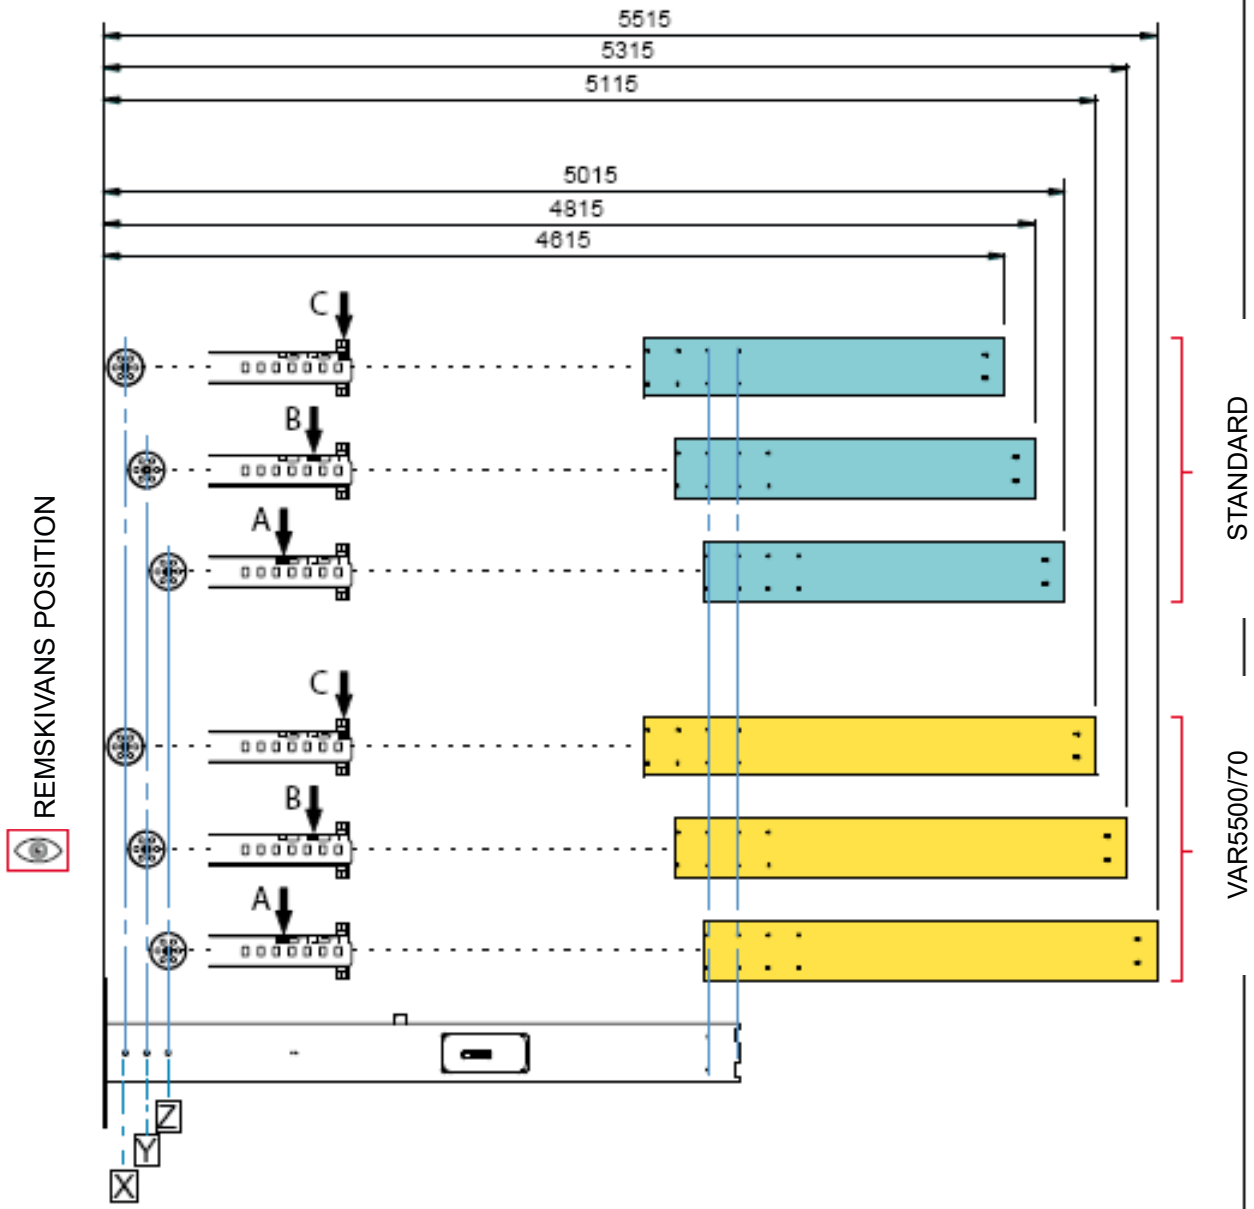 5515
5315
5115
5015
4815
4615
C
B
A
C
B
A
REMSKIVANS POSITION
STANDARD
VAR5500/70
Z
Y
X